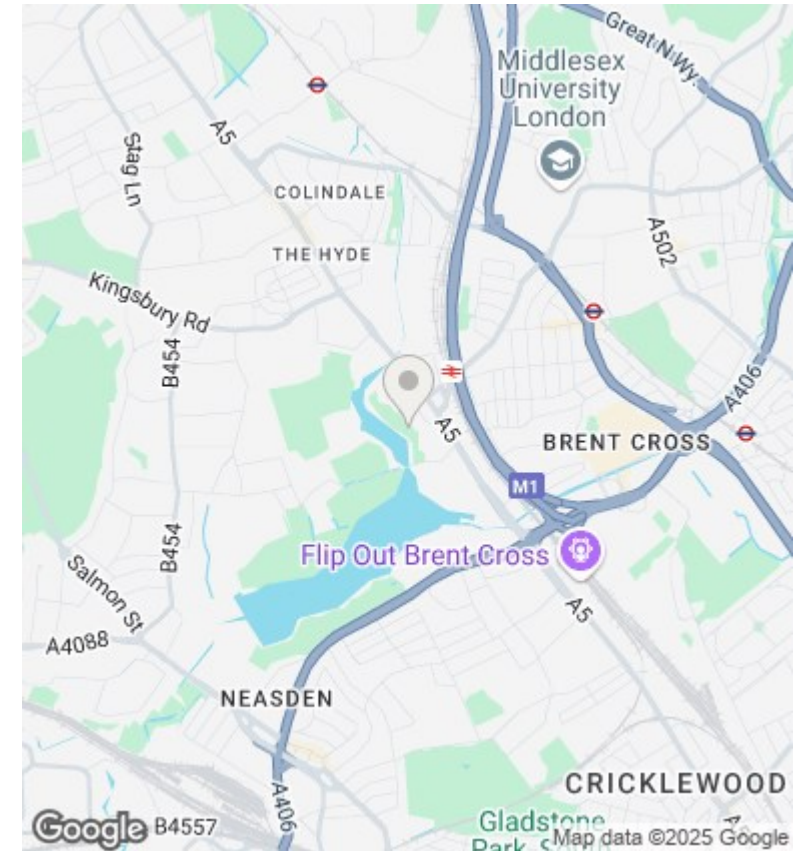 Great N Wy.
Middlesex
University
London
A5
Stag Ln
COLINDALE
A502
THE HYDE
Kingsbury Rd
B454
A406
A5
BRENT CROSS
M1
Flip Out Brent Cross
B454
Salmon St
A5
A4088
NEASDEN
CRICKLEWOOD
A406
Gladstone
Google
B4557
Map data ©2025 Google